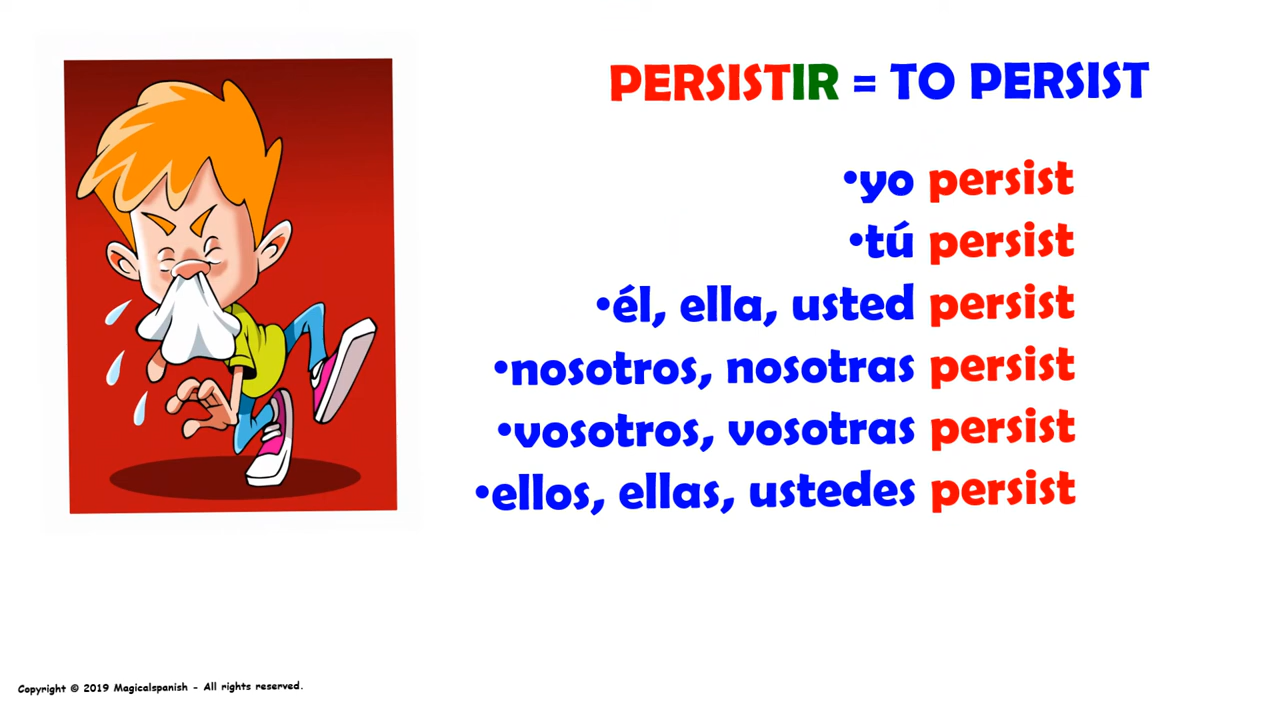 PERSISTIR = TO PERSIST
•yo persist
•tú persist
•él, ella, usted persist
•nosotros, nosotras persist
•vosotros, vosotras persist
•ellos, ellas, ustedes persist
Copyright © 2019 Magicalspanish - All rights reserved.